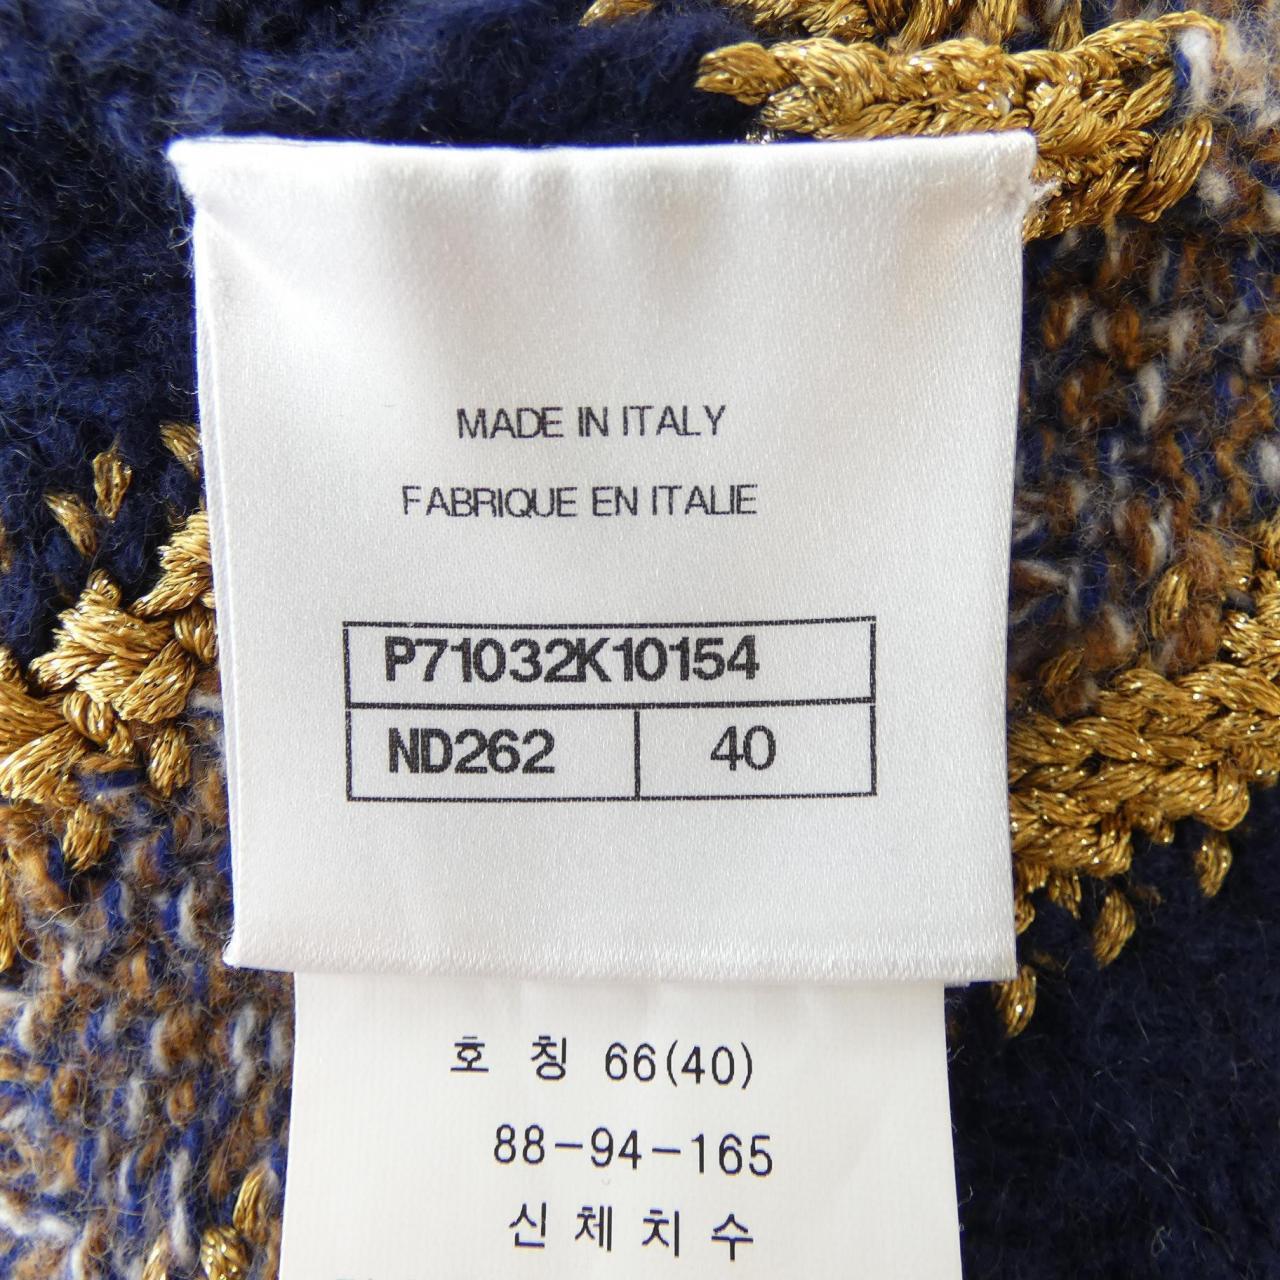 MADE IN ITALY
FABRIQUE EN ITALIE
P71032K10154
ND262 40
호 칭 66(40)
88-94-165
신체치수